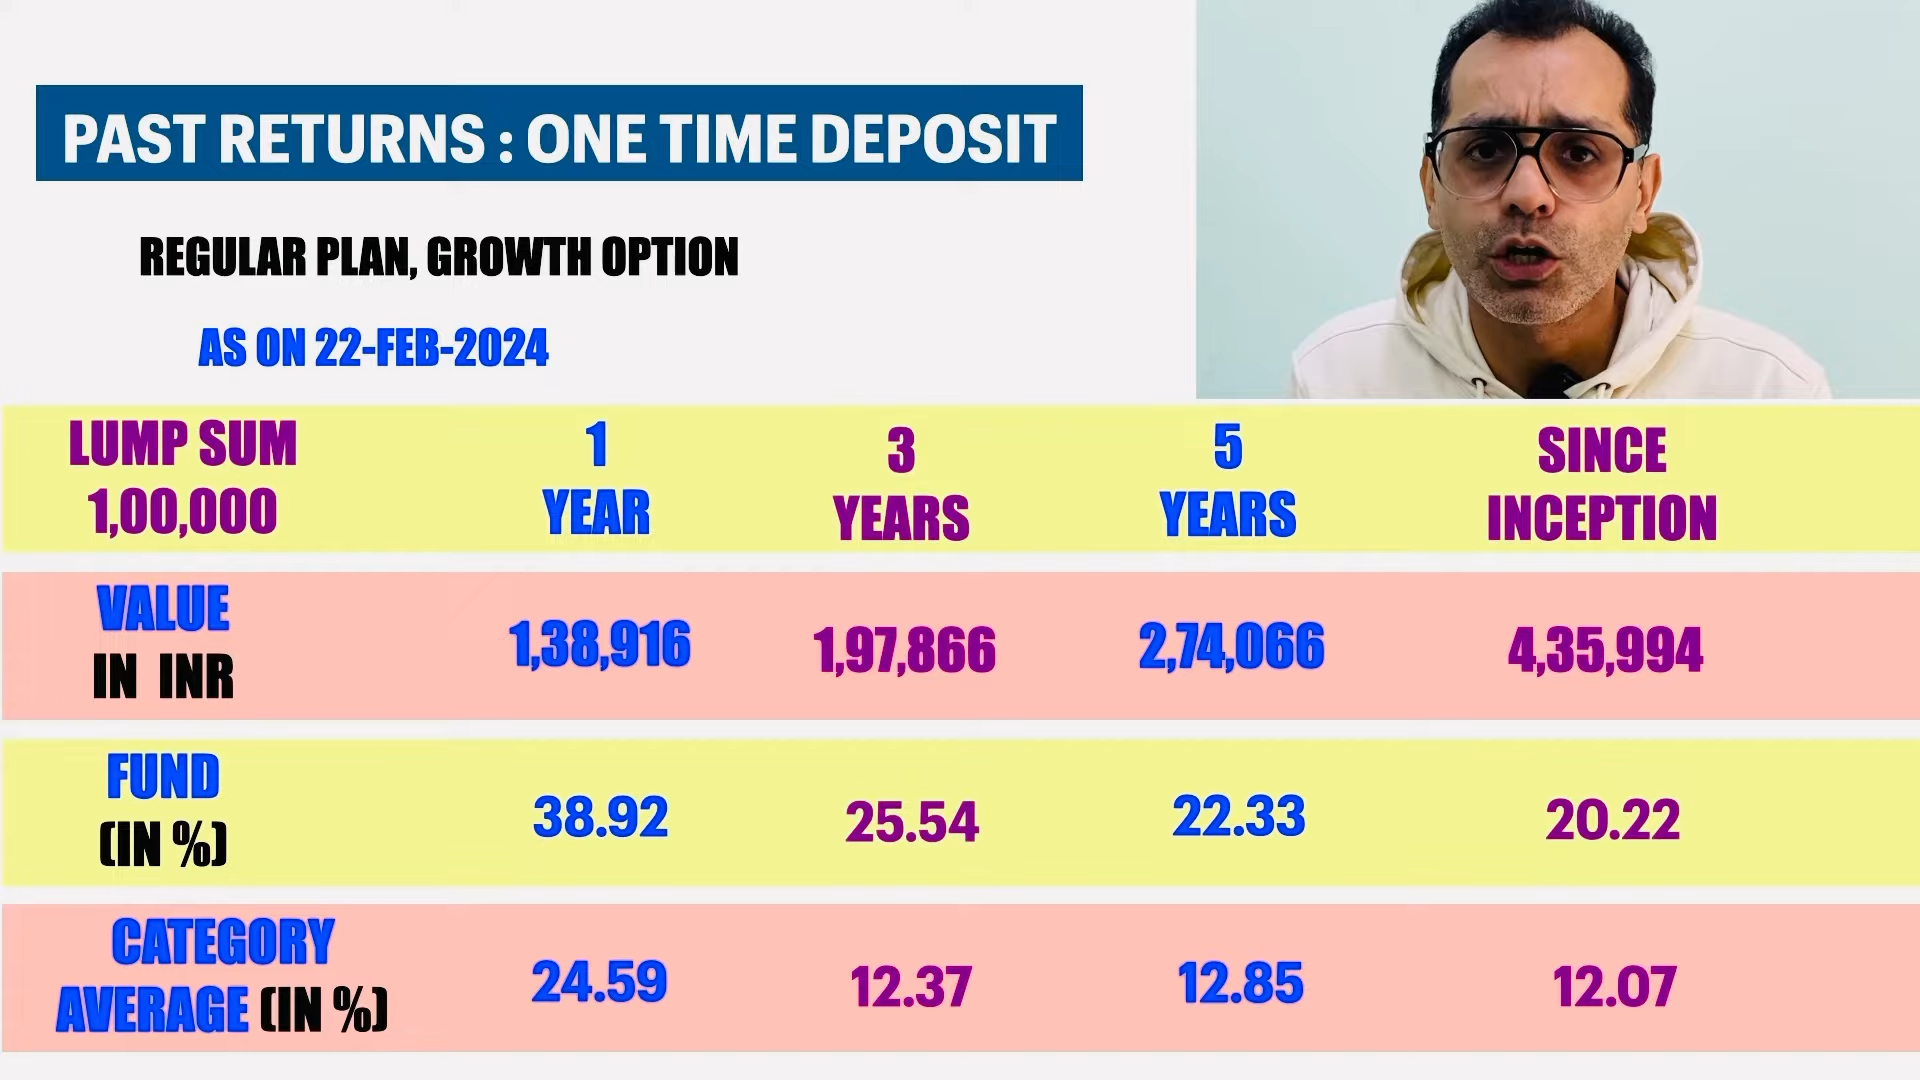 PAST RETURNS : ONE TIME DEPOSIT
REGULAR PLAN, GROWTH OPTION
AS ON 22-FEB-2024
LUMP SUM 1,00,000
1 YEAR
3 YEARS
5 YEARS
SINCE INCEPTION
VALUE IN INR
1,38,916
1,97,866
2,74,066
4,35,994
FUND (IN %)
38.92
25.54
22.33
20.22
CATEGORY AVERAGE (IN %)
24.59
12.37
12.85
12.07